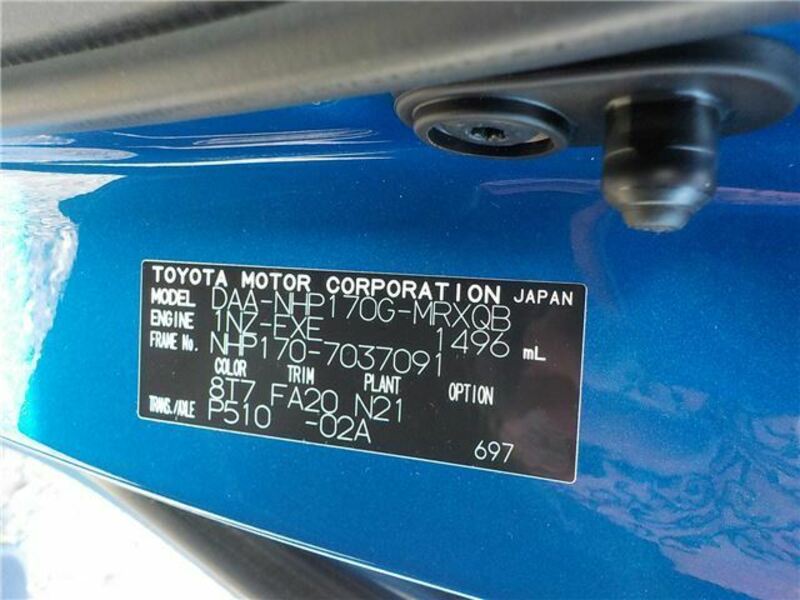 TOYOTA MOTOR CORPORATION JAPAN
MODEL DAA-NHP170G-MRXQB
ENGINE 1NZ-EXE 1496 mL
FRAME No. NHP170-7037091
COLOR TRIM PLANT OPTION
8T7 FA20 N21
TRANS./AXLE P510 -02A
697